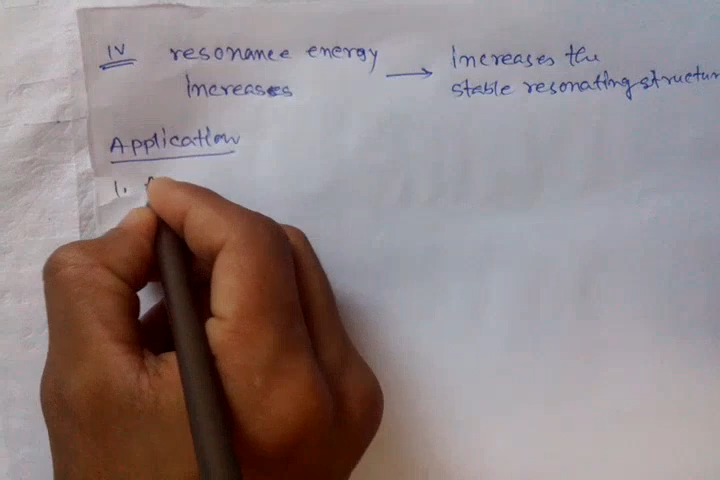 IV resonance energy increases the
increases → stable resonating structur
Application
1.